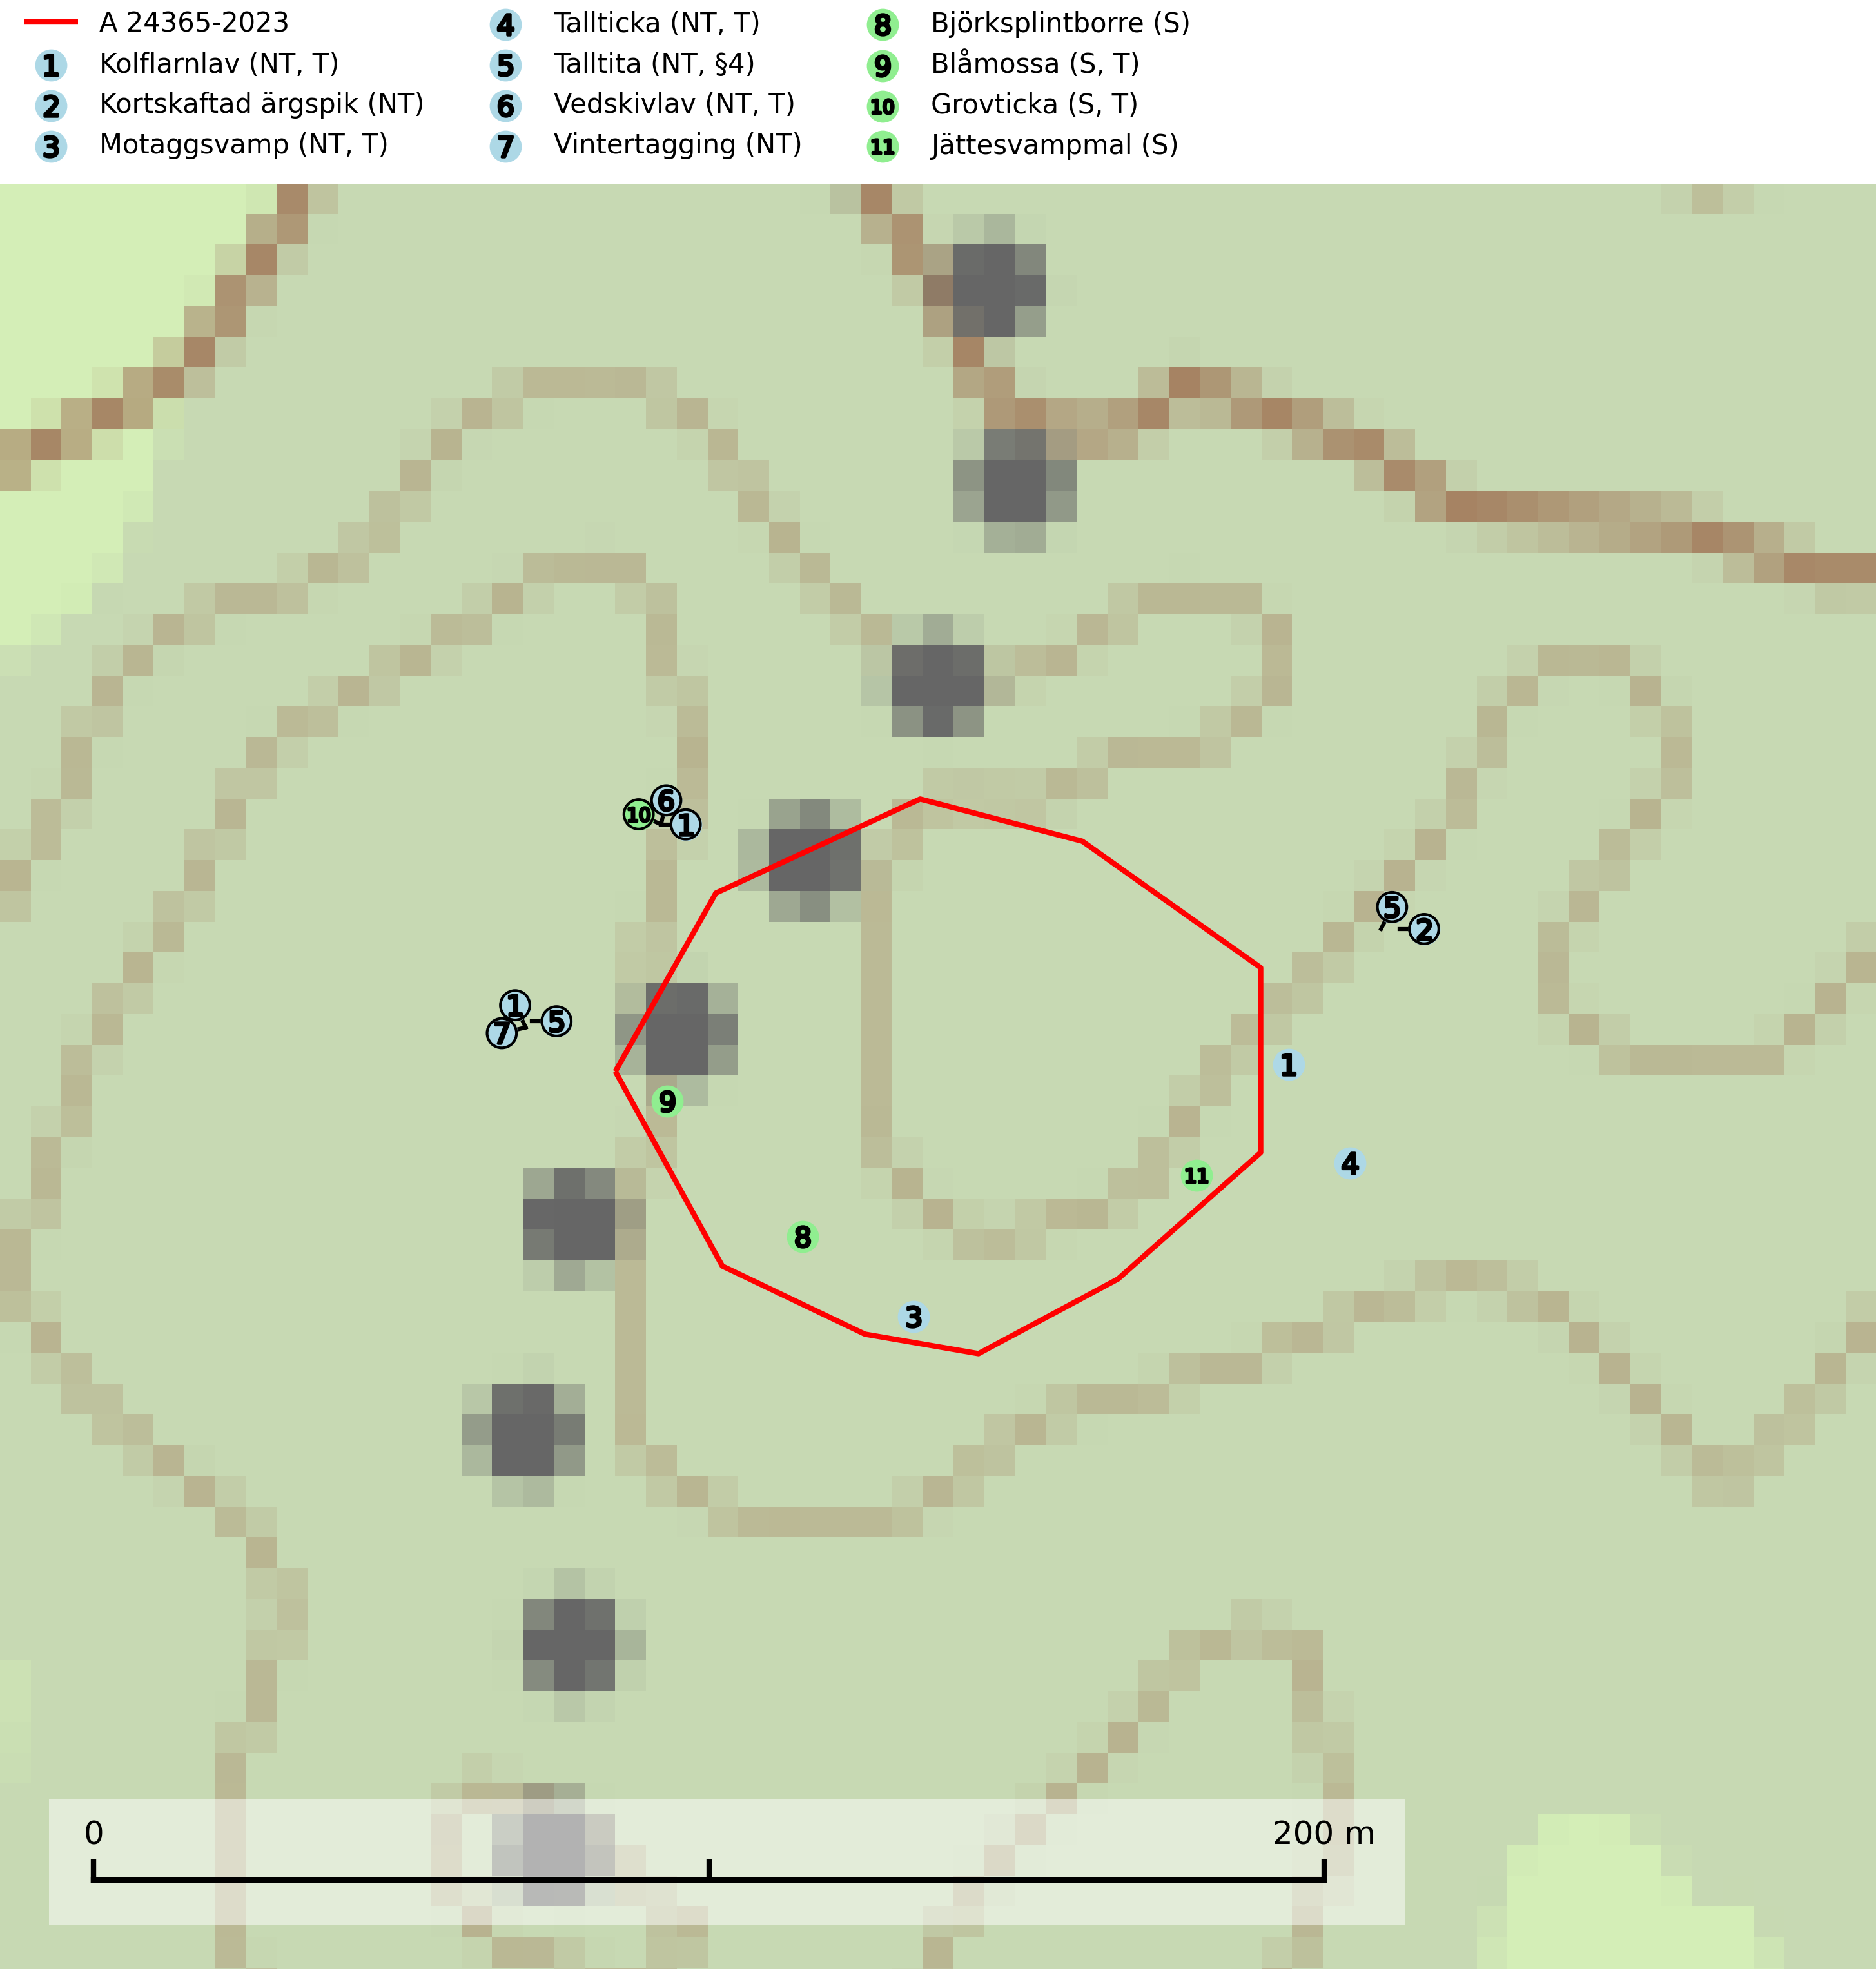 A 24365-2023
1 Kolflarnlav (NT, T)
2 Kortskaftad ärgspik (NT)
3 Motaggsvamp (NT, T)
4 Tallticka (NT, T)
5 Talltita (NT, §4)
6 Vedskivlav (NT, T)
7 Vintertagging (NT)
8 Björksplintborre (S)
9 Blåmossa (S, T)
10 Grovticka (S, T)
11 Jättesvampmal (S)
6
10
1
5
2
1
7
5
1
9
4
11
8
3
0
200 m